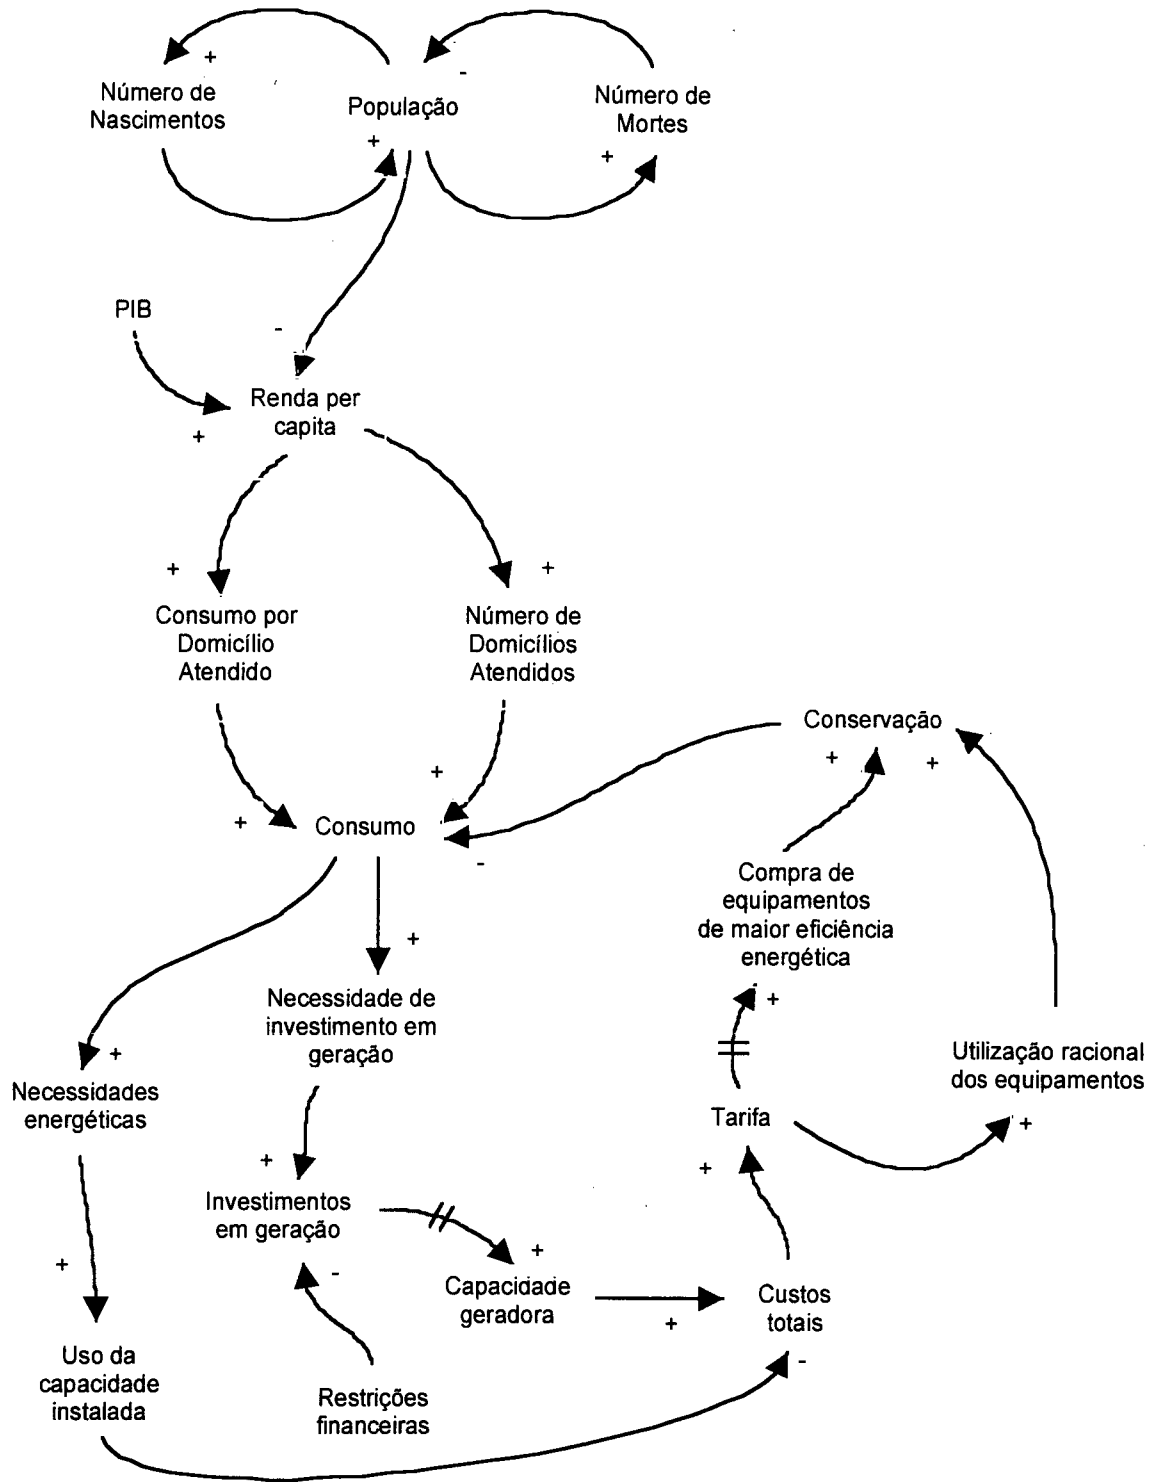 +
-
Número de
Nascimentos
População
Número de
Mortes
+
+
PIB
-
Renda per
capita
+
+
+
Consumo por
Domicílio
Atendido
Número de
Domicílios
Atendidos
Conservação
+
+
+
+
Consumo
-
Compra de
equipamentos
de maior eficiência
energética
+
Necessidade de
investimento em
geração
+
+
Necessidades
energéticas
Utilização racional
dos equipamentos
Tarifa
+
+
+
Investimentos
em geração
+
+
-
Capacidade
geradora
+
Custos
totais
Uso da
capacidade
instalada
-
Restrições
financeiras